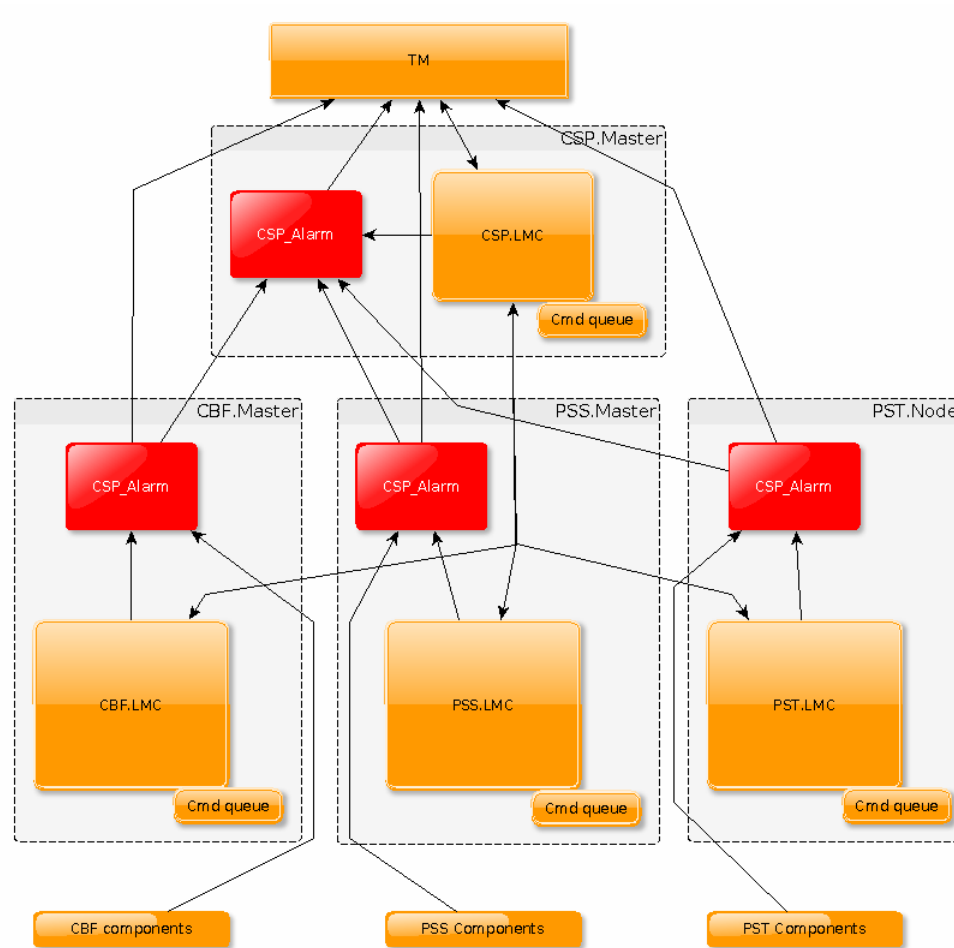 TM
CSP.Master
CSP_Alarm
CSP.LMC
Cmd queue
CBF.Master
PSS.Master
PST.Node
CSP_Alarm
CSP_Alarm
CSP_Alarm
CBF.LMC
PSS.LMC
PST.LMC
Cmd queue
Cmd queue
Cmd queue
CBF components
PSS Components
PST Components